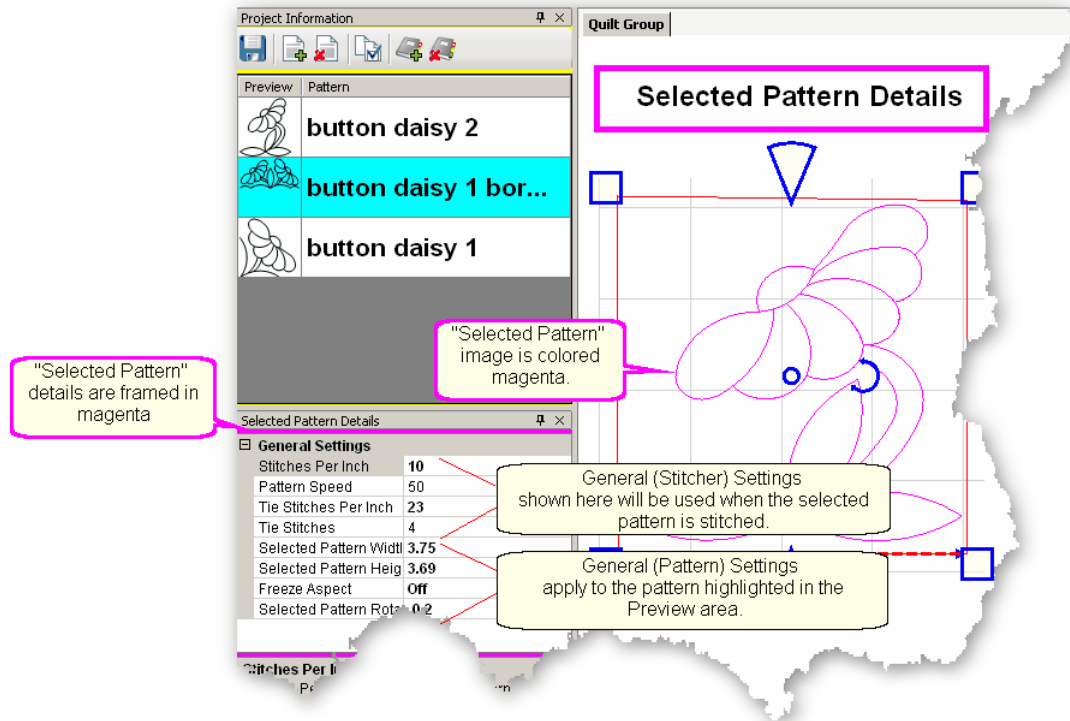 Project Information
Quilt Group
Selected Pattern Details
Preview Pattern
button daisy 2
button daisy 1 bor...
button daisy 1
"Selected Pattern"
image is colored
magenta.
"Selected Pattern"
details are framed in
magenta
Selected Pattern Details
General Settings
Stitches Per Inch 10
Pattern Speed 50
Tie Stitches Per Inch 23
Tie Stitches 4
Selected Pattern Widtl 3.75
Selected Pattern Heig 3.69
Freeze Aspect Off
Selected Pattern Rota
General (Stitcher) Settings
shown here will be used when the selected
pattern is stitched.
General (Pattern) Settings
apply to the pattern highlighted in the
Preview area.
Stitches Per